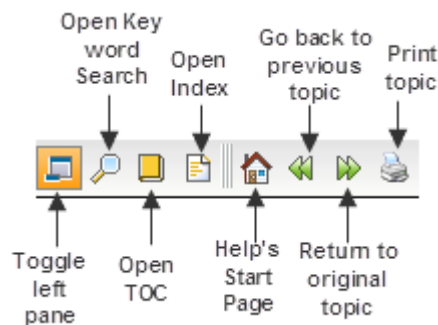 Open Key
word
Search
Open
Index
Go back to
previous
topic
Print
topic
Toggle
left
pane
Open
TOC
Help's
Start
Page
Return to
original
topic